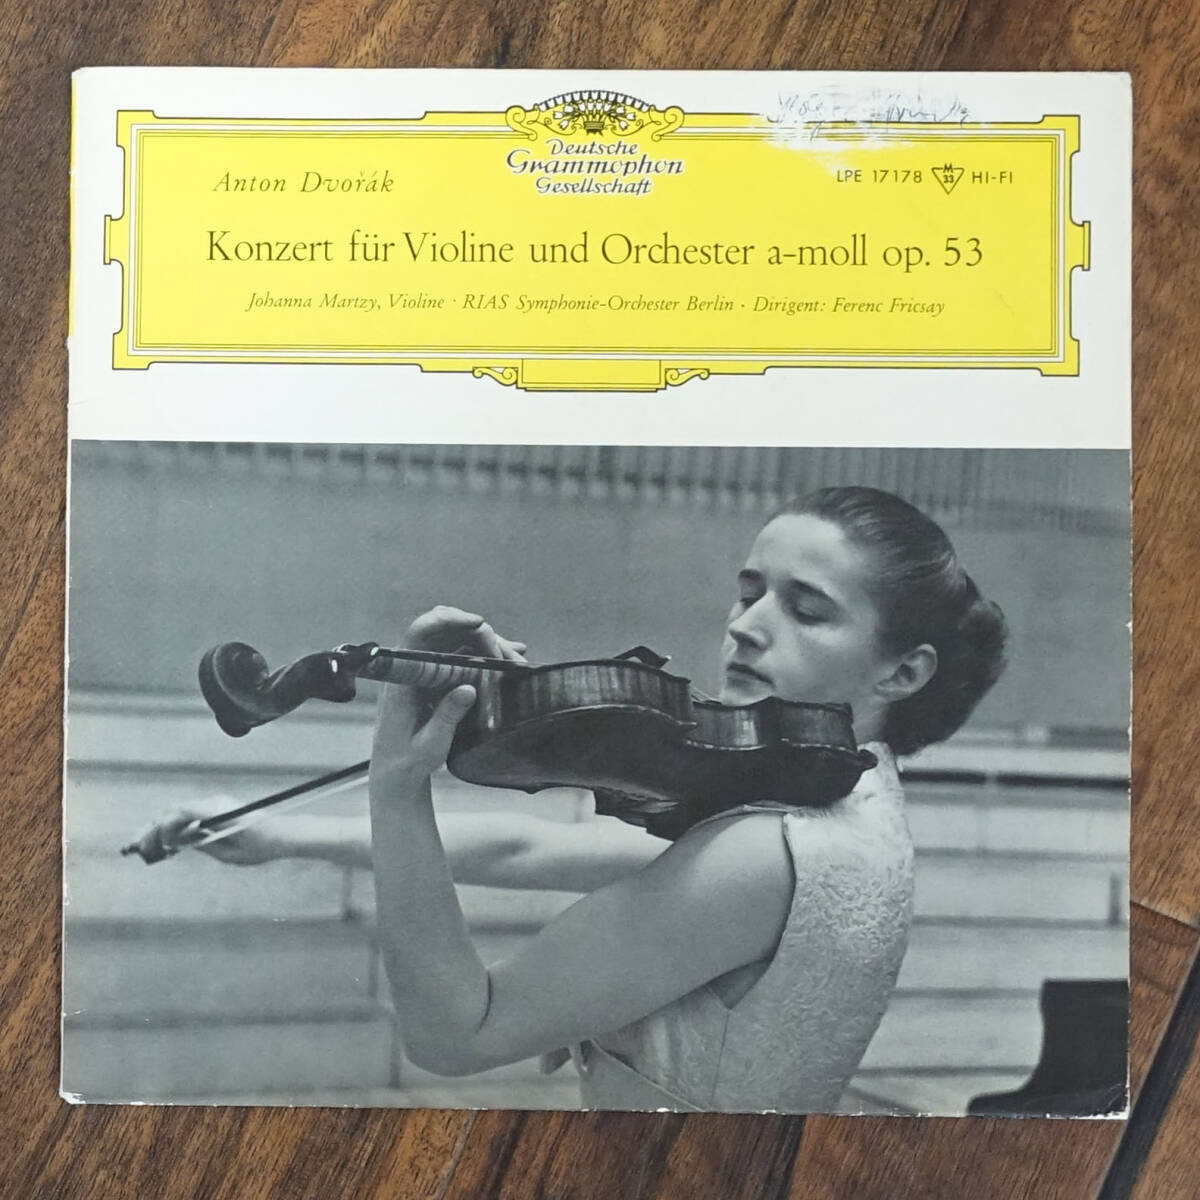 Deutsche
Grammophon
Gesellschaft
Anton Dvořák
LPE 17178 M 33 HI-FI
Konzert für Violine und Orchester a-moll op. 53
Johanna Martzy, Violine · RIAS Symphonie-Orchester Berlin · Dirigent: Ferenc Fricsay